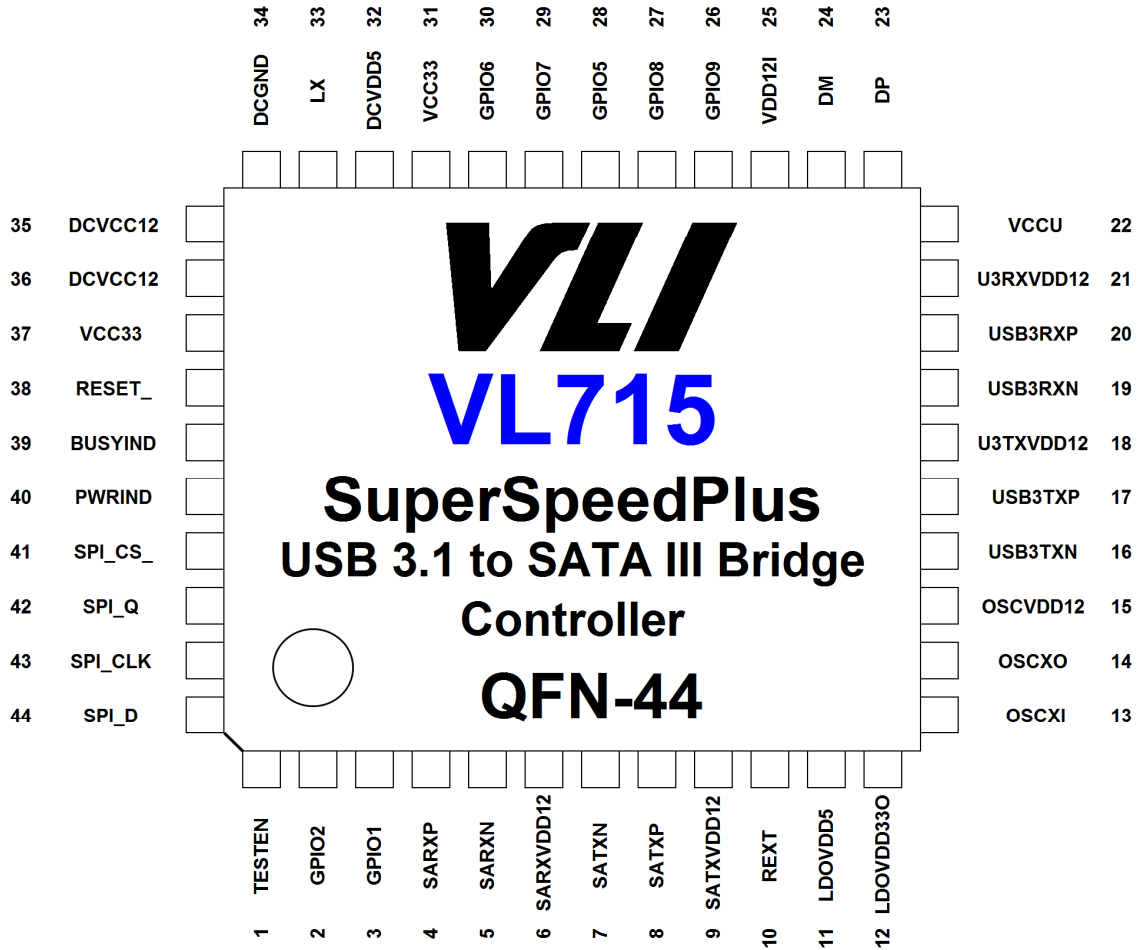 34 33 32 31 30 29 28 27 26 25 24 23
DCGND LX DCVDD5 VCC33 GPIO6 GPIO7 GPIO5 GPIO8 GPIO9 VDD12I DM DP
35 DCVCC12
36 DCVCC12
37 VCC33
38 RESET_
39 BUSYIND
40 PWRIND
41 SPI_CS_
42 SPI_Q
43 SPI_CLK
44 SPI_D
VLI
VL715
SuperSpeedPlus
USB 3.1 to SATA III Bridge
Controller
QFN-44
VCCU 22
U3RXVDD12 21
USB3RXP 20
USB3RXN 19
U3TXVDD12 18
USB3TXP 17
USB3TXN 16
OSCVDD12 15
OSCXO 14
OSCXI 13
TESTEN GPIO2 GPIO1 SARXP SARXN SARXVDD12 SATXN SATXP SATXVDD12 REXT LDOVDD5 LDOVDD33O
1 2 3 4 5 6 7 8 9 10 11 12